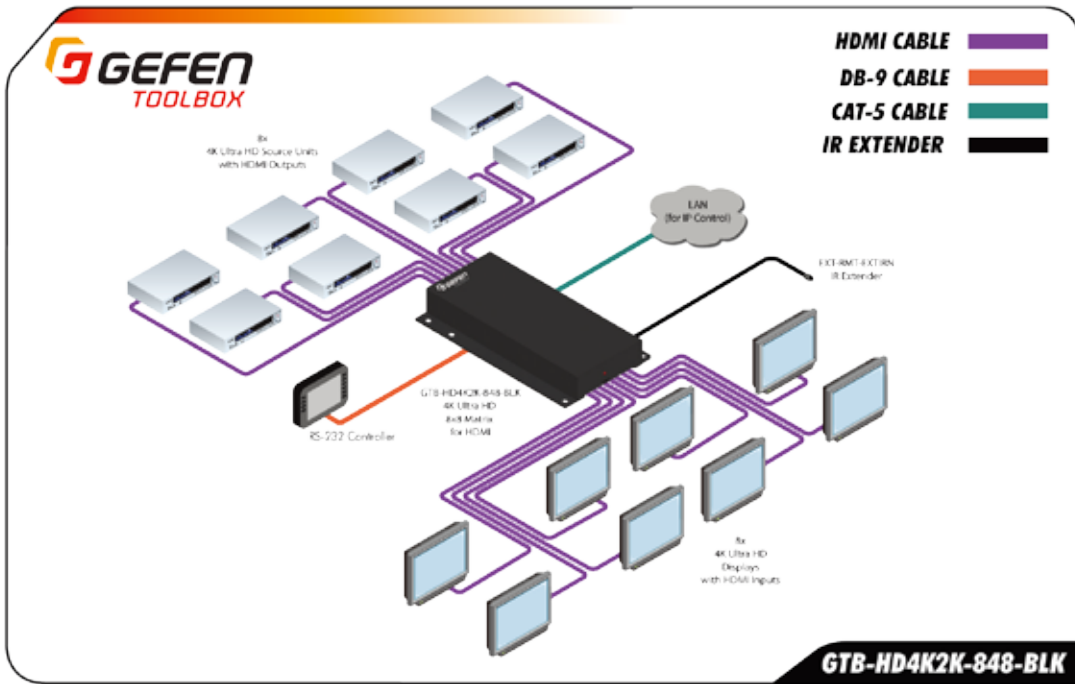 GEFEN
TOOLBOX
HDMI CABLE
DB-9 CABLE
CAT-5 CABLE
IR EXTENDER
8x
4K Ultra HD Source Units
with HDMI Outputs
LAN
(for IP Control)
EXT-RMT-EXTIRN
IR Extender
GEFEN
GTB-HD4K2K-848-BLK
4K Ultra HD
8x8 Matrix
for HDMI
RS-232 Controller
8x
4K Ultra HD
Displays
with HDMI Inputs
GTB-HD4K2K-848-BLK